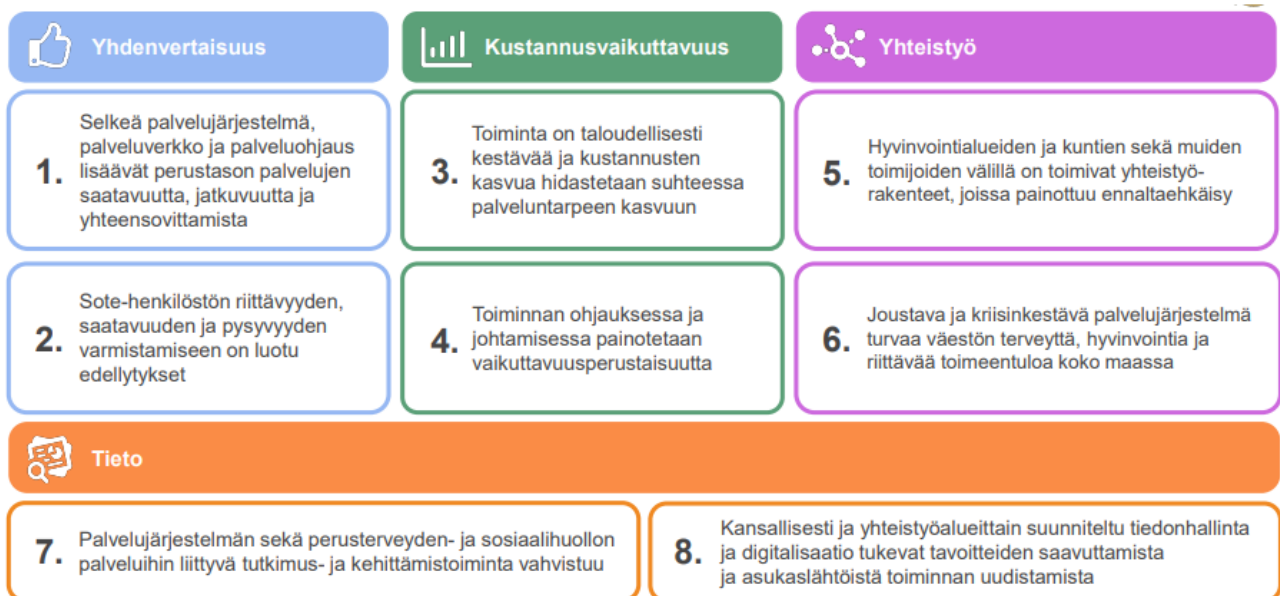 Yhdenvertaisuus
1.
Selkeä palvelujärjestelmä,
palveluverkko ja palveluohjaus
lisäävät perustason palvelujen
saatavuutta, jatkuvuutta ja
yhteensovittamista
2.
Sote-henkilöstön riittävyyden,
saatavuuden ja pysyvyyden
varmistamiseen on luotu
edellytykset
Kustannusvaikuttavuus
3.
Toiminta on taloudellisesti
kestävää ja kustannusten
kasvua hidastetaan suhteessa
palveluntarpeen kasvuun
4.
Toiminnan ohjauksessa ja
johtamisessa painotetaan
vaikuttavuusperustaisuutta
Yhteistyö
5.
Hyvinvointialueiden ja kuntien sekä muiden
toimijoiden välillä on toimivat yhteistyö-
rakenteet, joissa painottuu ennaltaehkäisy
6.
Joustava ja kriisinkestävä palvelujärjestelmä
turvaa väestön terveyttä, hyvinvointia ja
riittävää toimeentuloa koko maassa
Tieto
7.
Palvelujärjestelmän sekä perusterveyden- ja sosiaalihuollon
palveluihin liittyvä tutkimus- ja kehittämistoiminta vahvistuu
8.
Kansallisesti ja yhteistyöalueittain suunniteltu tiedonhallinta
ja digitalisaatio tukevat tavoitteiden saavuttamista
ja asukaslähtöistä toiminnan uudistamista